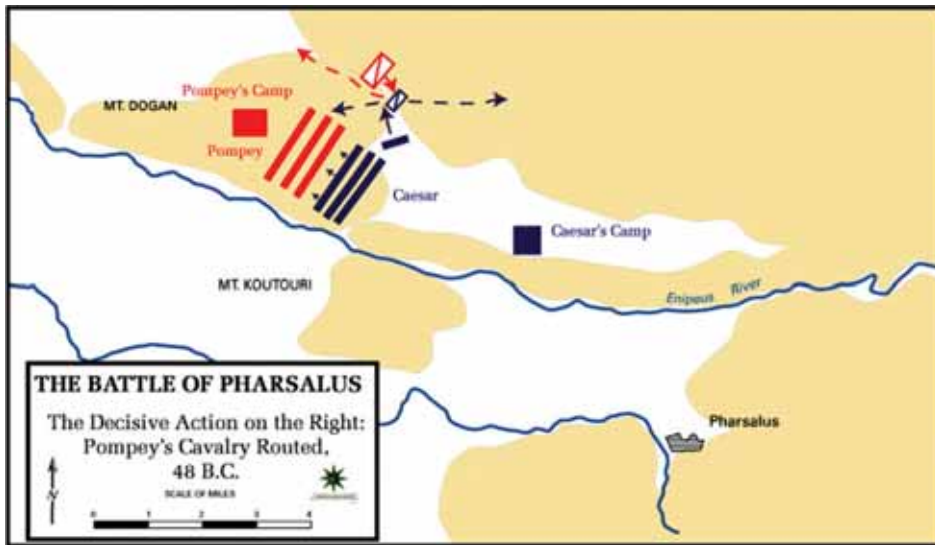 Pompey's Camp
MT. DOGAN
Pompey
Caesar
Caesar's Camp
MT. KOUTOURI
Enipeus River
Pharsalus
THE BATTLE OF PHARSALUS
The Decisive Action on the Right:
Pompey's Cavalry Routed,
48 B.C.
SCALE OF MILES
N
0 1 2 3 4